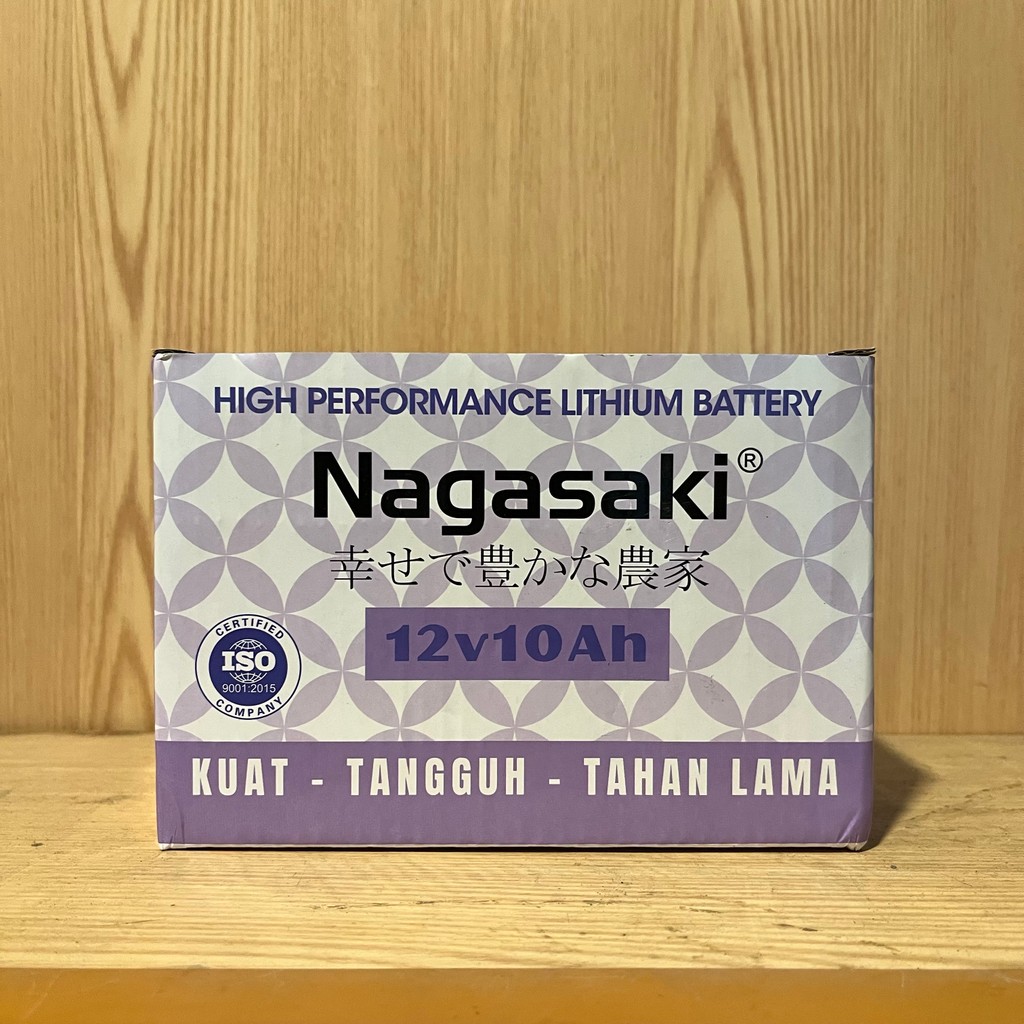 HIGH PERFORMANCE LITHIUM BATTERY
Nagasaki®
幸せで豊かな農家
12v10Ah
CERTIFIED
ISO
9001:2015
COMPANY
KUAT - TANGGUH - TAHAN LAMA